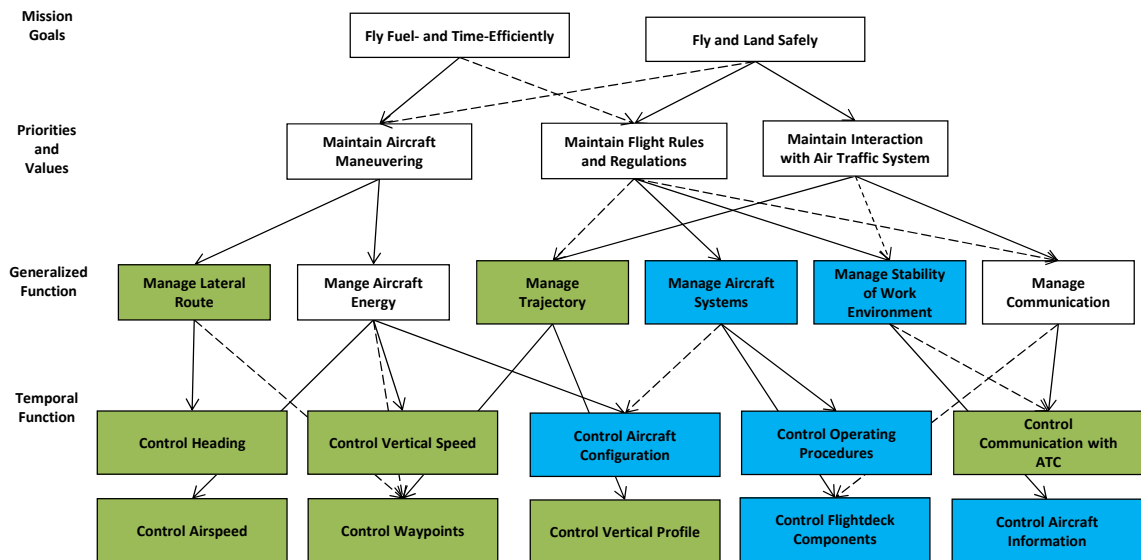 Mission
Goals
Fly Fuel- and Time-Efficiently
Fly and Land Safely
Priorities
and
Values
Maintain Aircraft
Maneuvering
Maintain Flight Rules
and Regulations
Maintain Interaction
with Air Traffic System
Generalized
Function
Manage Lateral
Route
Mange Aircraft
Energy
Manage
Trajectory
Manage Aircraft
Systems
Manage Stability
of Work
Environment
Manage
Communication
Temporal
Function
Control Heading
Control Vertical Speed
Control Aircraft
Configuration
Control Operating
Procedures
Control
Communication with
ATC
Control Airspeed
Control Waypoints
Control Vertical Profile
Control Flightdeck
Components
Control Aircraft
Information